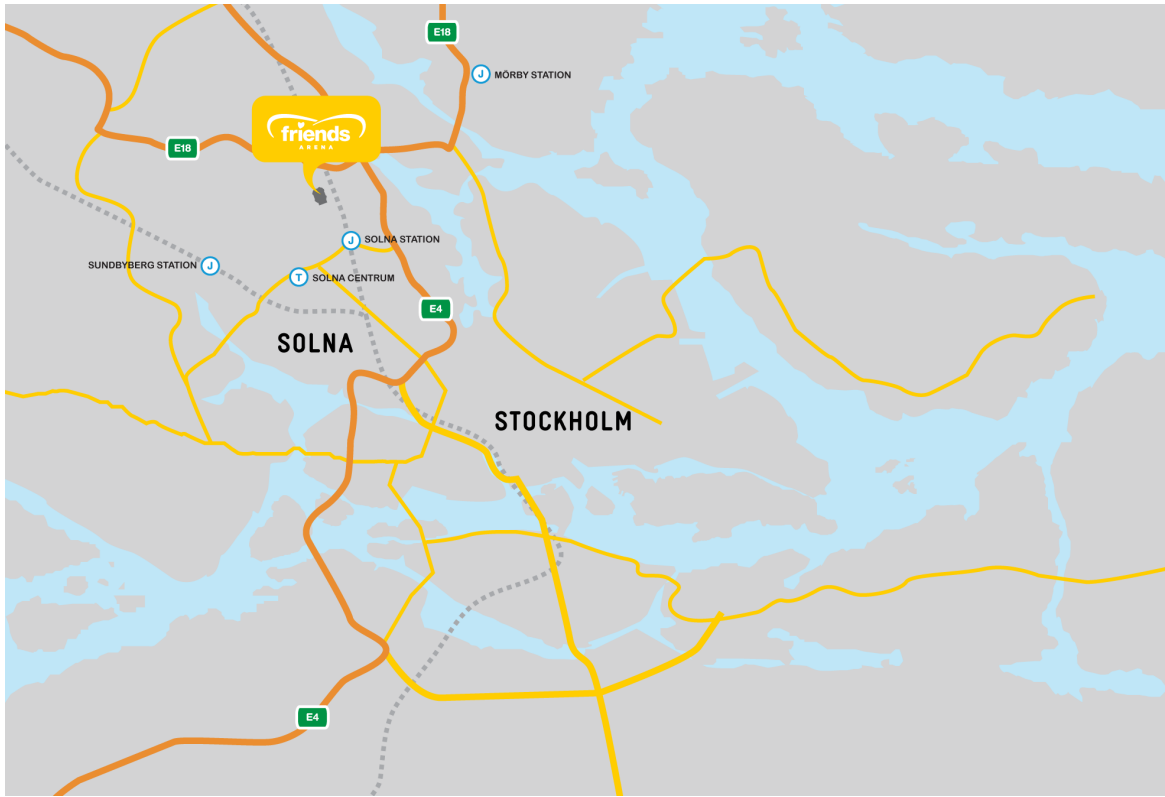 E18
J MÖRBY STATION
friends
ARENA
E18
J SOLNA STATION
SUNDBYBERG STATION J
T SOLNA CENTRUM
E4
SOLNA
STOCKHOLM
E4